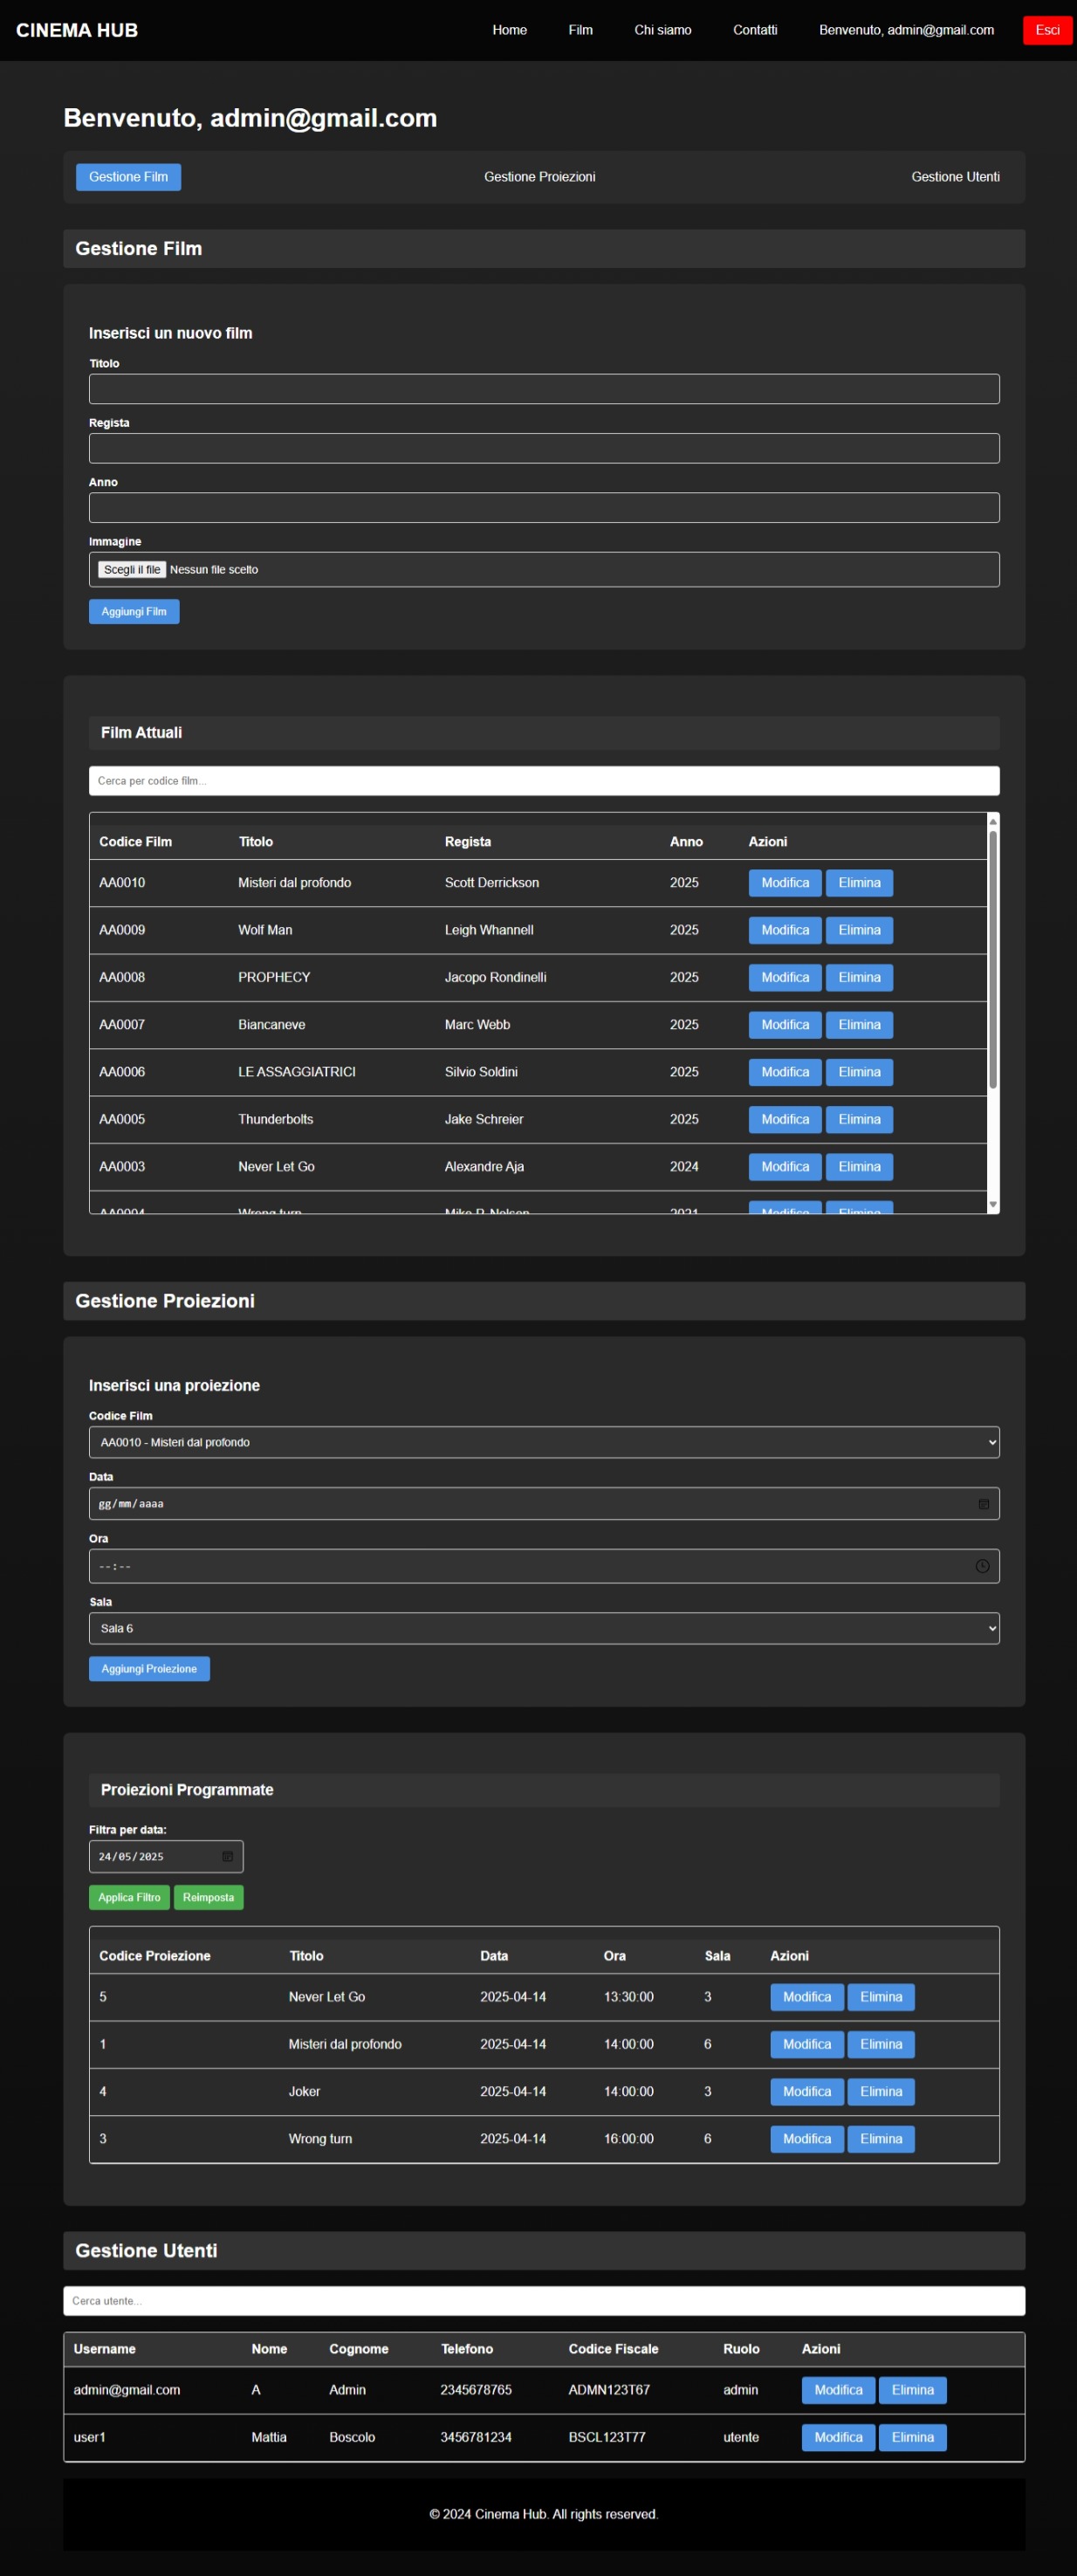 CINEMA HUB Home Film Chi siamo Contatti Benvenuto, admin@gmail.com Esci
Benvenuto, admin@gmail.com
Gestione Film Gestione Proiezioni Gestione Utenti
Gestione Film
Inserisci un nuovo film
Titolo
Regista
Anno
Immagine
Scegli il file Nessun file scelto
Aggiungi Film
Film Attuali
Cerca per codice film...
Codice Film Titolo Regista Anno Azioni
AA0010 Misteri dal profondo Scott Derrickson 2025 Modifica Elimina
AA0009 Wolf Man Leigh Whannell 2025 Modifica Elimina
AA0008 PROPHECY Jacopo Rondinelli 2025 Modifica Elimina
AA0007 Biancaneve Marc Webb 2025 Modifica Elimina
AA0006 LE ASSAGGIATRICI Silvio Soldini 2025 Modifica Elimina
AA0005 Thunderbolts Jake Schreier 2025 Modifica Elimina
AA0003 Never Let Go Alexandre Aja 2024 Modifica Elimina
AA0004 Wrong turn Mike P. Nelson 2021 Modifica Elimina
Gestione Proiezioni
Inserisci una proiezione
Codice Film
AA0010 - Misteri dal profondo
Data
gg/mm/aaaa
Ora
--:--
Sala
Sala 6
Aggiungi Proiezione
Proiezioni Programmate
Filtra per data:
24/05/2025
Applica Filtro Reimposta
Codice Proiezione Titolo Data Ora Sala Azioni
5 Never Let Go 2025-04-14 13:30:00 3 Modifica Elimina
1 Misteri dal profondo 2025-04-14 14:00:00 6 Modifica Elimina
4 Joker 2025-04-14 14:00:00 3 Modifica Elimina
3 Wrong turn 2025-04-14 16:00:00 6 Modifica Elimina
Gestione Utenti
Cerca utente...
Username Nome Cognome Telefono Codice Fiscale Ruolo Azioni
admin@gmail.com A Admin 2345678765 ADMN123T67 admin Modifica Elimina
user1 Mattia Boscolo 3456781234 BSCL123T77 utente Modifica Elimina
© 2024 Cinema Hub. All rights reserved.